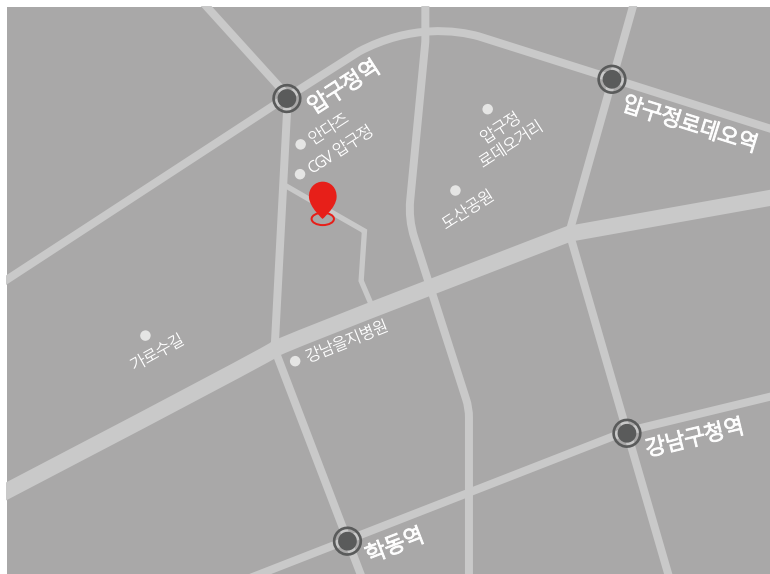 압구정역
안다즈
CGV 압구정
압구정
로데오거리
압구정로데오역
도산공원
가로수길
강남을지병원
강남구청역
학동역